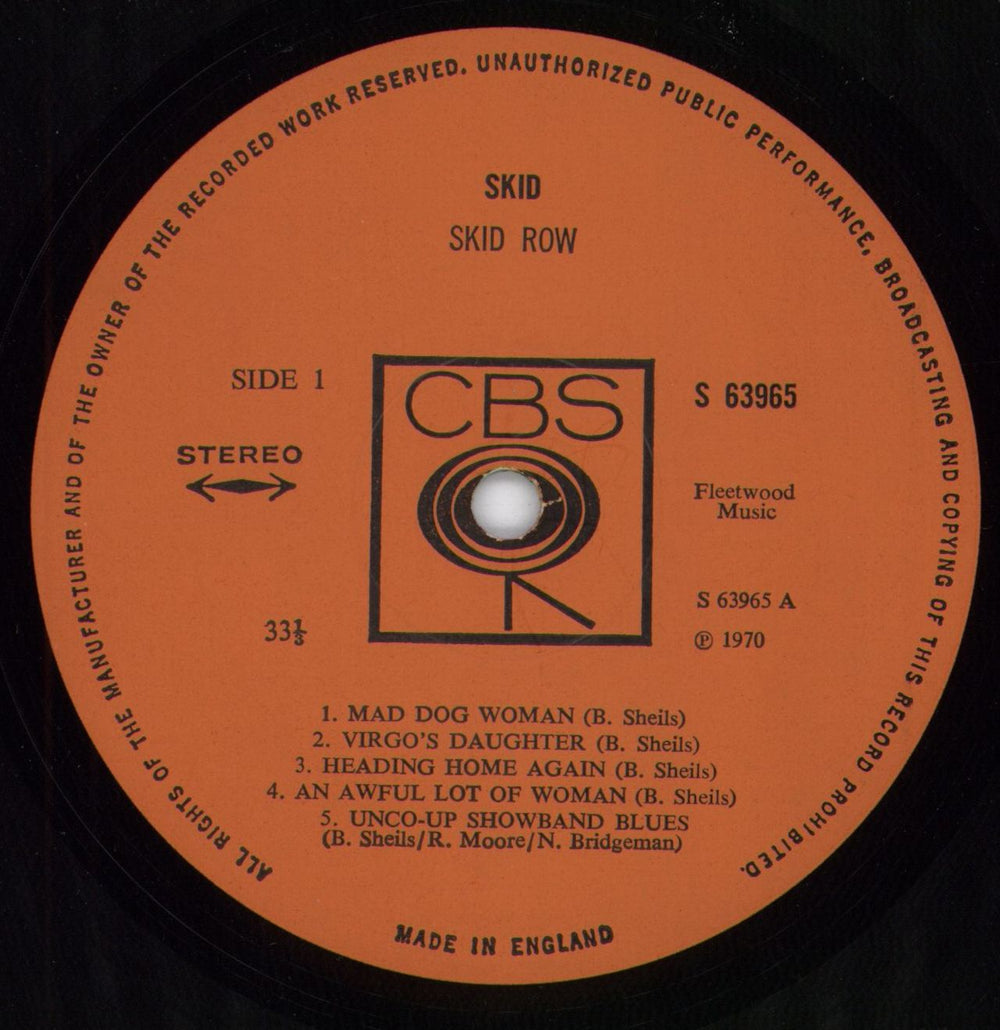 ALL RIGHTS OF THE MANUFACTURER AND OF THE OWNER OF THE RECORDED WORK RESERVED. UNAUTHORIZED PUBLIC PERFORMANCE, BROADCASTING AND COPYING OF THIS RECORD PROHIBITED.
SKID
SKID ROW
SIDE 1
STEREO
33⅓
CBS
S 63965
Fleetwood
Music
S 63965 A
Ⓟ 1970
1. MAD DOG WOMAN (B. Sheils)
2. VIRGO'S DAUGHTER (B. Sheils)
3. HEADING HOME AGAIN (B. Sheils)
4. AN AWFUL LOT OF WOMAN (B. Sheils)
5. UNCO-UP SHOWBAND BLUES
(B. Sheils/R. Moore/N. Bridgeman)
MADE IN ENGLAND